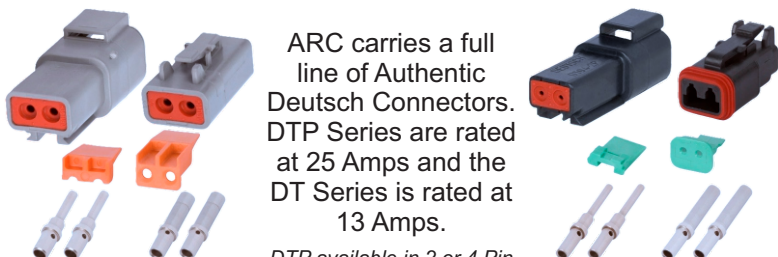 ARC carries a full
line of Authentic
Deutsch Connectors.
DTP Series are rated
at 25 Amps and the
DT Series is rated at
13 Amps.
DTP available in 2 or 4 Pin